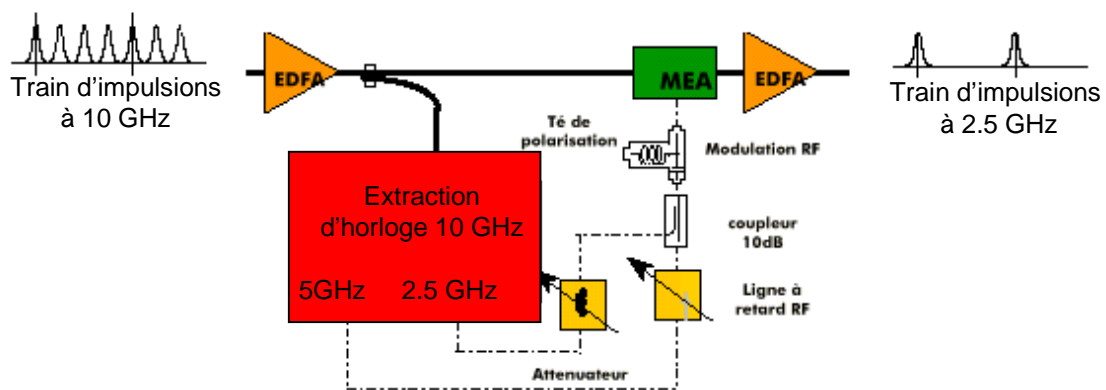 Train d'impulsions
à 10 GHz
EDFA
MEA
EDFA
Train d'impulsions
à 2.5 GHz
Té de
polarisation
Modulation RF
Extraction
d'horloge 10 GHz
5GHz 2.5 GHz
coupleur
10dB
Ligne à
retard RF
Attenuateur